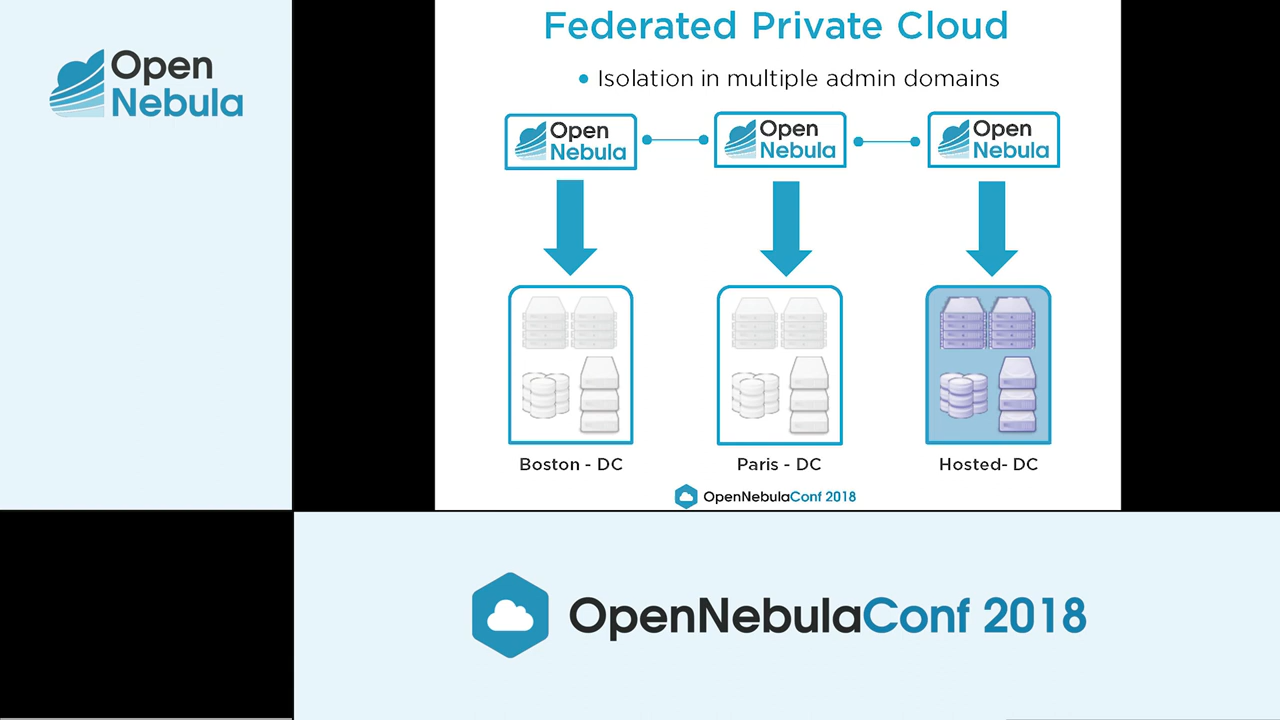 Open
Nebula
Federated Private Cloud
• Isolation in multiple admin domains
Open
Nebula
Open
Nebula
Open
Nebula
Boston - DC
Paris - DC
Hosted- DC
OpenNebulaConf 2018
OpenNebulaConf 2018